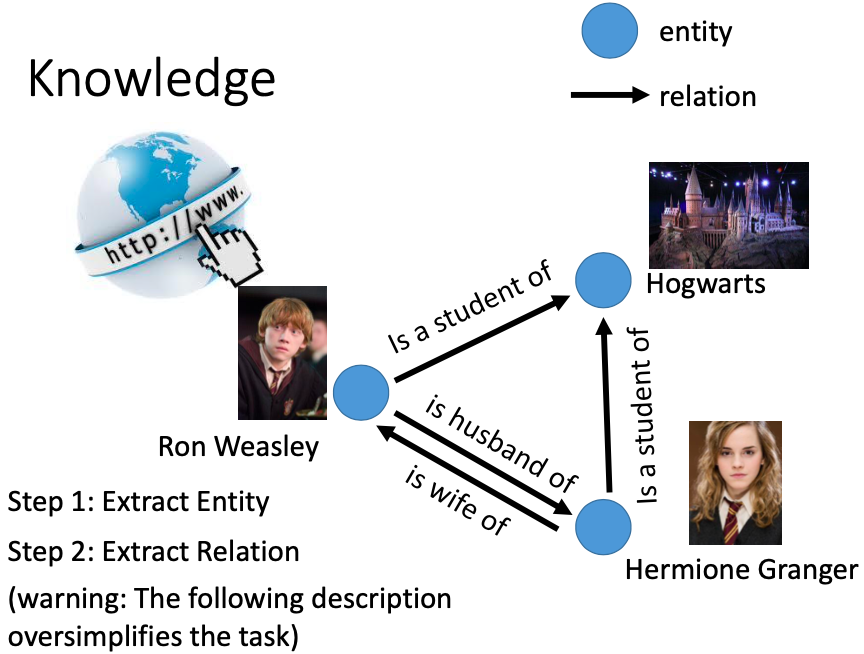 entity
Knowledge
relation
http://www.
Hogwarts
Is a student of
Is a student of
is husband of
is wife of
Ron Weasley
Hermione Granger
Step 1: Extract Entity
Step 2: Extract Relation
(warning: The following description
oversimplifies the task)